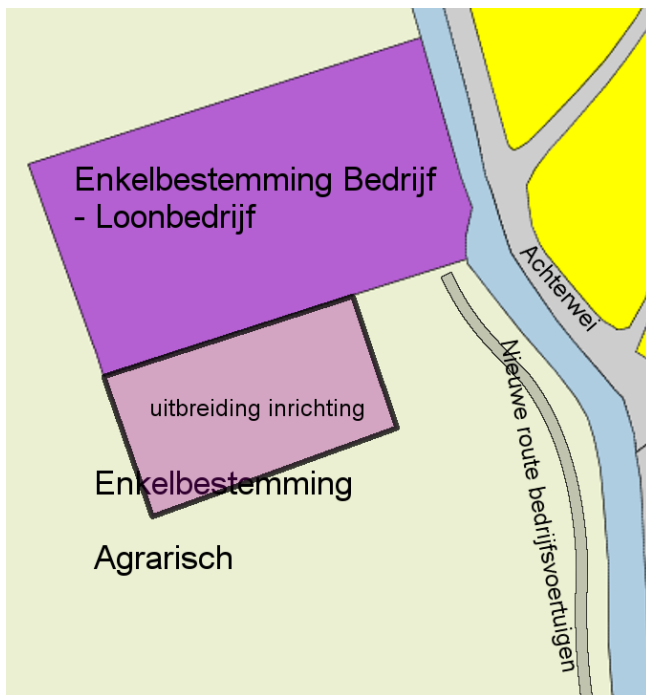 Enkelbestemming Bedrijf
- Loonbedrijf
Achterwei
Nieuwe route bedrijfsvoertuigen
uitbreiding inrichting
Enkelbestemming
Agrarisch